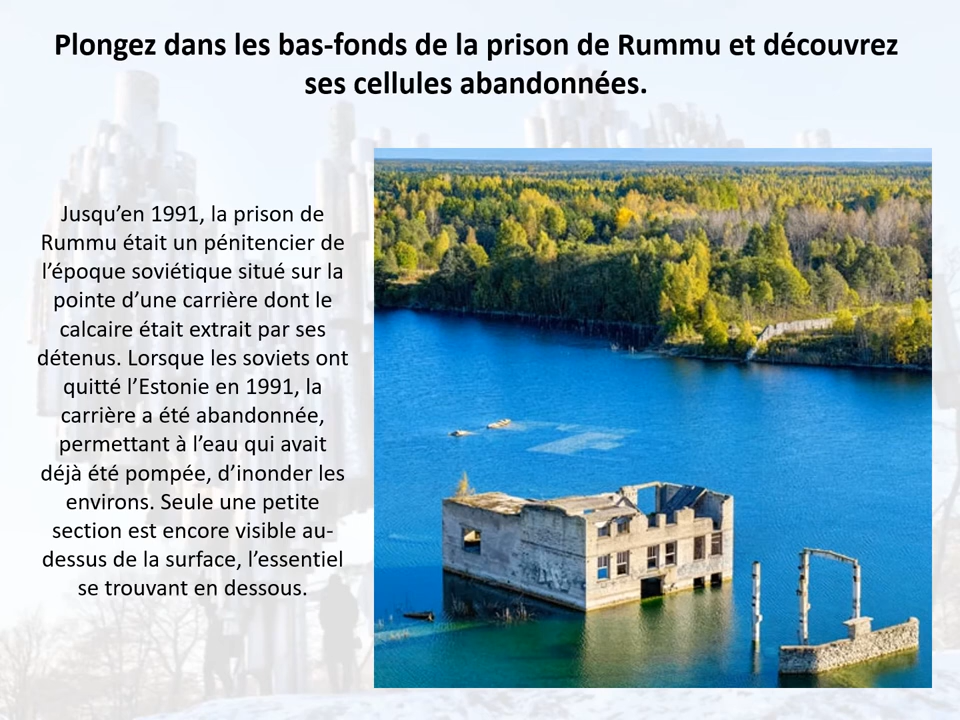 Plongez dans les bas-fonds de la prison de Rummu et découvrez
ses cellules abandonnées.
Jusqu’en 1991, la prison de
Rummu était un pénitencier de
l’époque soviétique situé sur la
pointe d’une carrière dont le
calcaire était extrait par ses
détenus. Lorsque les soviets ont
quitté l’Estonie en 1991, la
carrière a été abandonnée,
permettant à l’eau qui avait
déjà été pompée, d’inonder les
environs. Seule une petite
section est encore visible au-
dessus de la surface, l’essentiel
se trouvant en dessous.